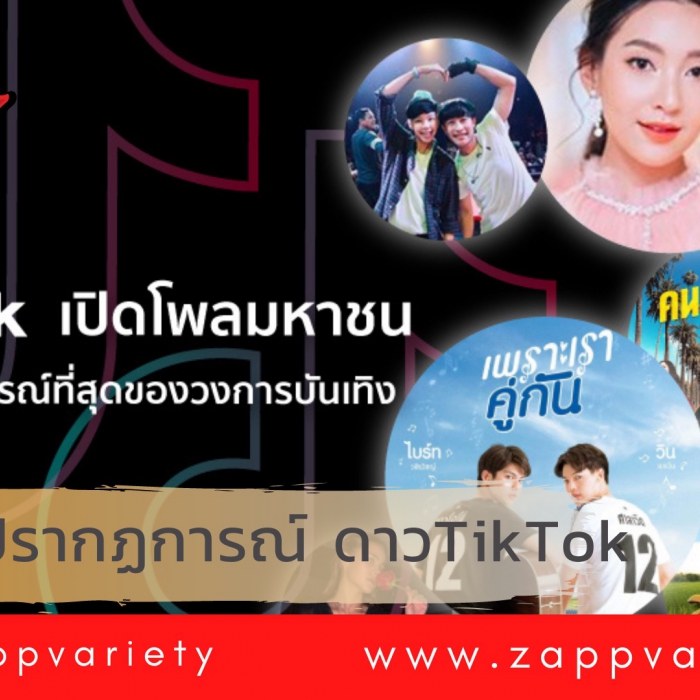 k เปิดโพลมหาชน
รณ์ที่สุดของวงการบันเทิง
คน
เพราะเรา
คู่กัน
ไบร์ท
วิน
12
12
ปรากฏการณ์ ดาวTikTok
ppvariety
www.zappva